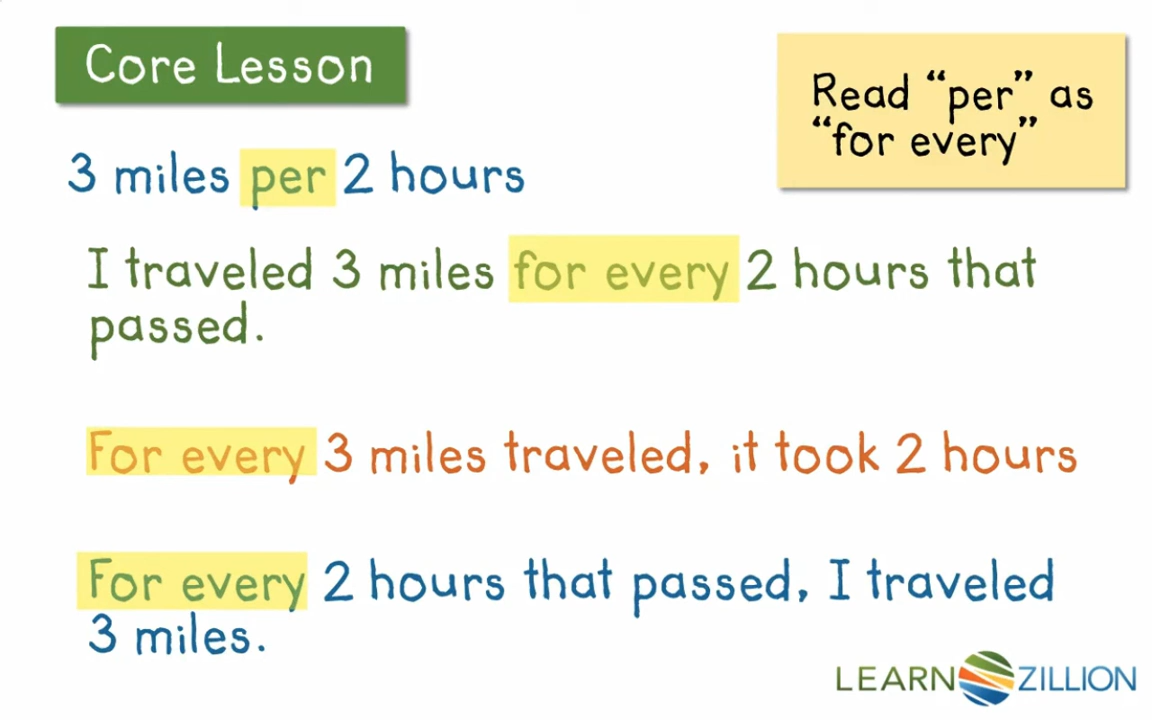 Core Lesson
Read “per” as
“for every”
3 miles per 2 hours
I traveled 3 miles for every 2 hours that
passed.
For every 3 miles traveled, it took 2 hours
For every 2 hours that passed, I traveled
3 miles.
LEARN ZILLION